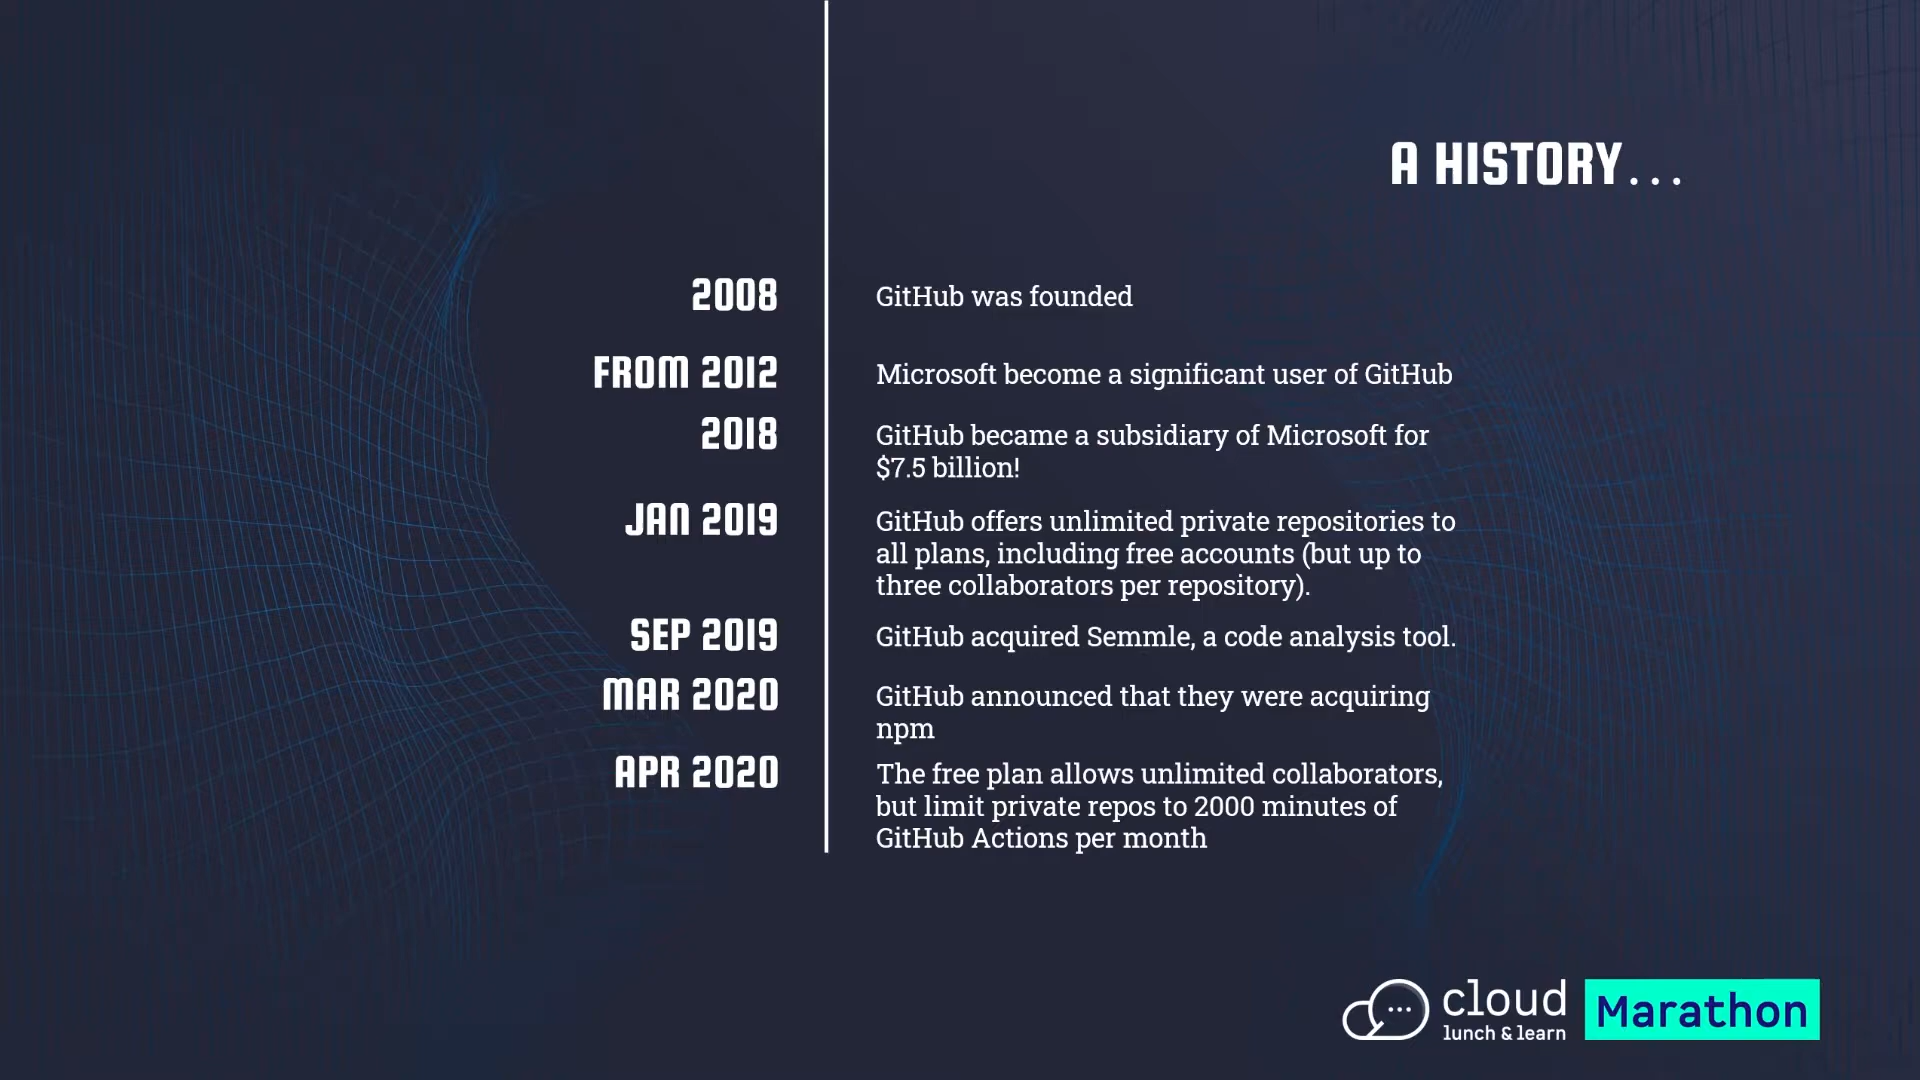 A HISTORY...
2008
GitHub was founded
FROM 2012
Microsoft become a significant user of GitHub
2018
GitHub became a subsidiary of Microsoft for
$7.5 billion!
JAN 2019
GitHub offers unlimited private repositories to
all plans, including free accounts (but up to
three collaborators per repository).
SEP 2019
GitHub acquired Semmle, a code analysis tool.
MAR 2020
GitHub announced that they were acquiring
npm
APR 2020
The free plan allows unlimited collaborators,
but limit private repos to 2000 minutes of
GitHub Actions per month
cloud
lunch & learn
Marathon